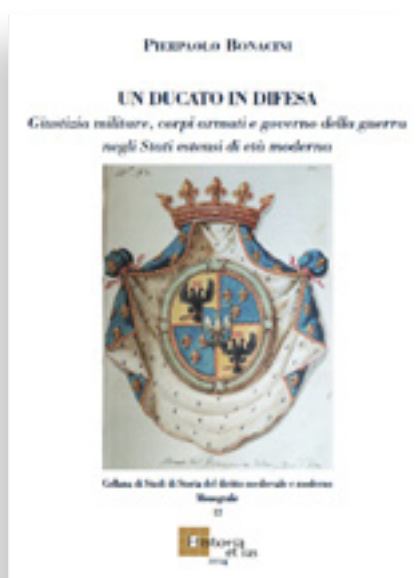 PIERPAOLO BONACINI
UN DUCATO IN DIFESA
Giustizia militare, corpi armati e governo della guerra
negli Stati estensi di età moderna
Collana di Studi di Storia del diritto medievale e moderno
Monografie
Historia
et ius
2024